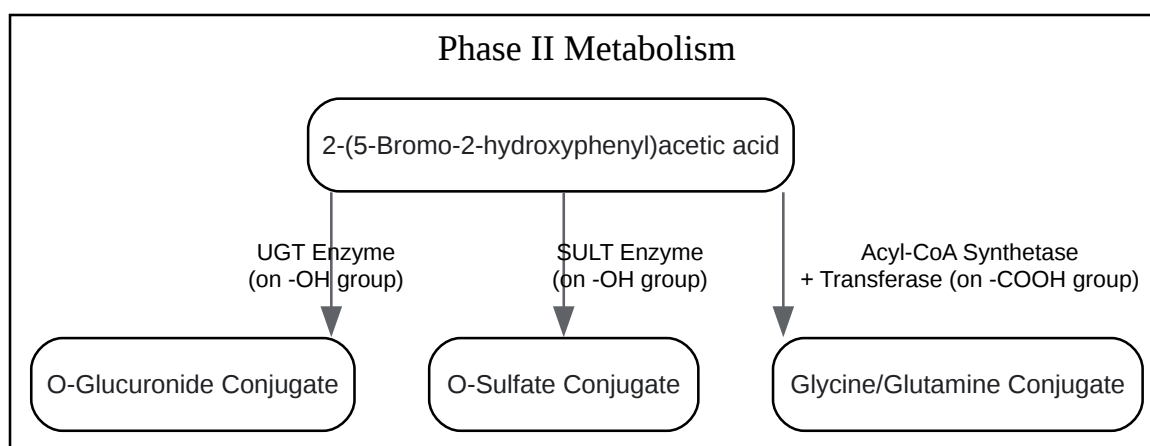 Phase II Metabolism
2-(5-Bromo-2-hydroxyphenyl)acetic acid
UGT Enzyme
(on -OH group)
SULT Enzyme
(on -OH group)
Acyl-CoA Synthetase
+ Transferase (on -COOH group)
O-Glucuronide Conjugate
O-Sulfate Conjugate
Glycine/Glutamine Conjugate